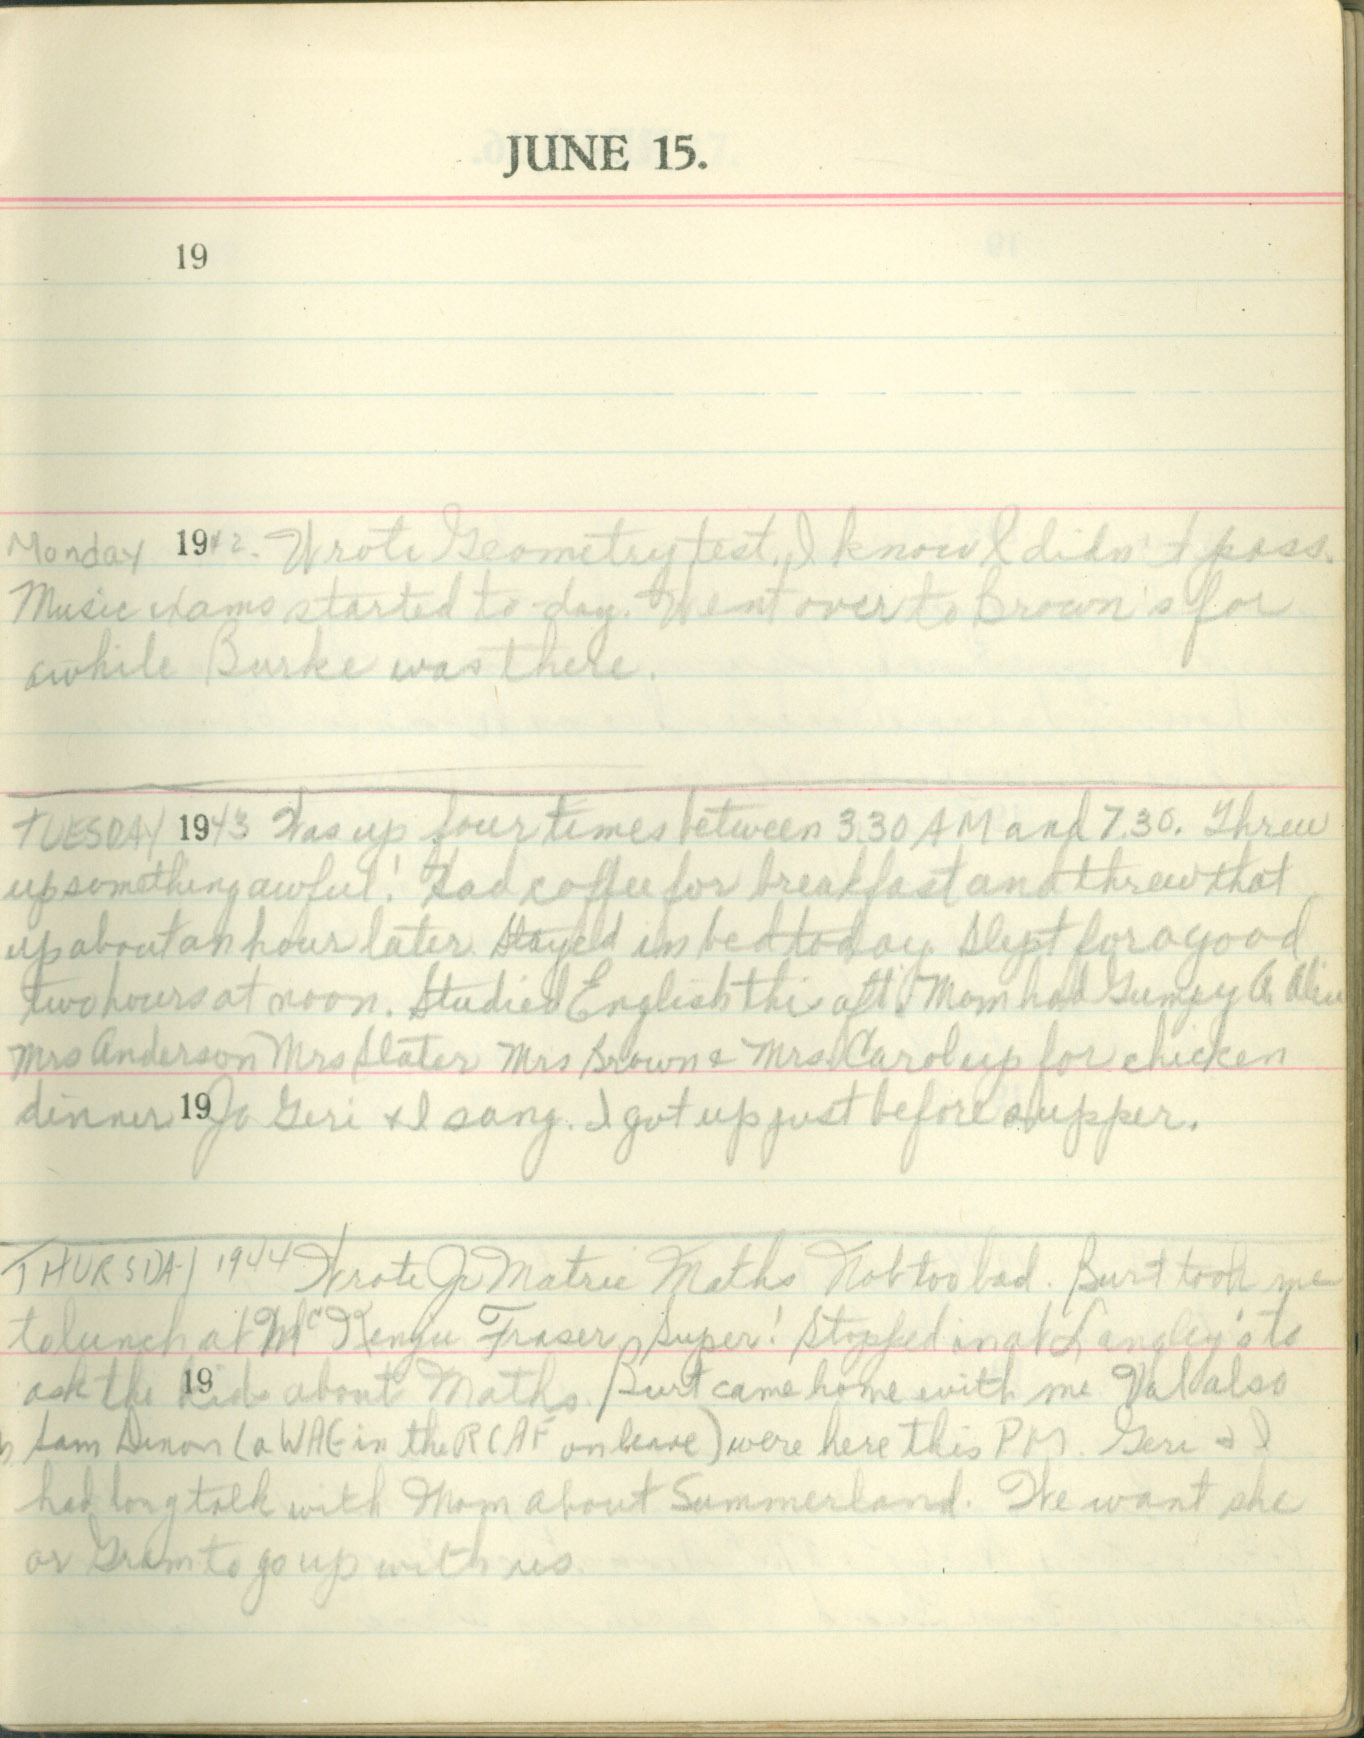 JUNE 15.
19
Monday 1942. Wrote Geometry test. I know I didn't pass.
Music exams started to-day. Went over to Brown's for
awhile Burke was there.
TUESDAY 1943 Was up four times between 3.30 AM and 7.30. Threw
up something awful! Had coffee for breakfast and threw that
up about an hour later. Stayed in bed today. Slept for a good
two hours at noon. Studied English this aft. Mom had A.
Mrs Anderson Mrs Slater Mrs Brown & Mrs. Carol up for chicken
dinner 19 Jo Geri & I sang. I got up just before supper.
THURSDAY 1944 Wrote Jr Matric Maths Not too bad. Burt took me
to lunch at Fraser. Super! Stopped in at Langley's to
ask the 19 kids about Maths. Burt came home with me. Val also
Sam (a WAG in the RCAF on leave) were here this PM. Geri & I
had long talk with Mom about Summerland. We want she
or Gram to go up with us.